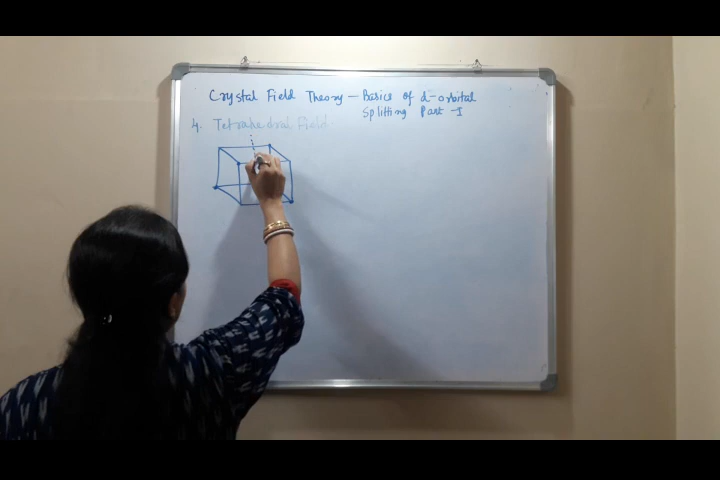 Crystal Field Theory - Basics of d-orbital
Splitting Part-I
4. Tetrahedral Field